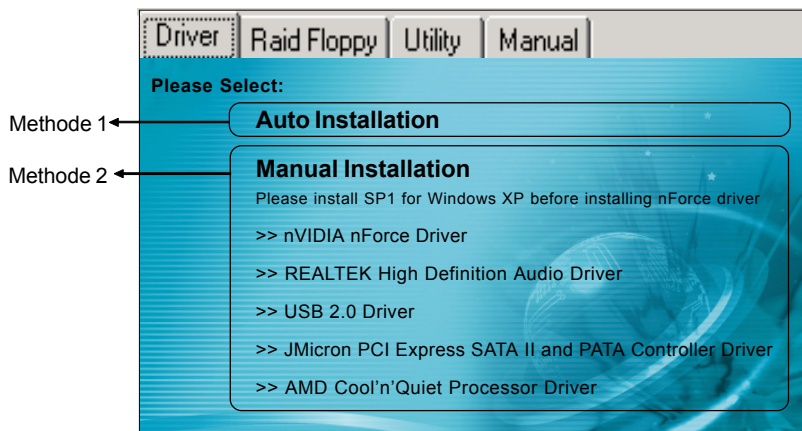 Driver Raid Floppy Utility Manual
Please Select:
Methode 1
Auto Installation
Methode 2
Manual Installation
Please install SP1 for Windows XP before installing nForce driver
>> nVIDIA nForce Driver
>> REALTEK High Definition Audio Driver
>> USB 2.0 Driver
>> JMicron PCI Express SATA II and PATA Controller Driver
>> AMD Cool'n'Quiet Processor Driver